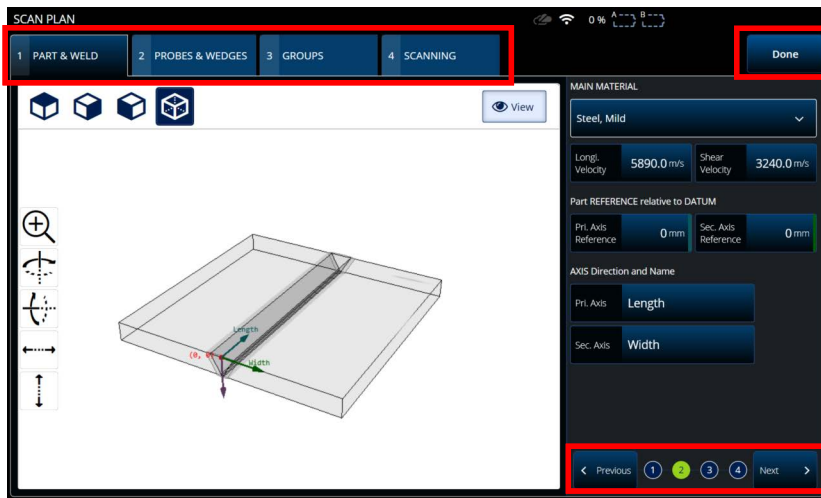 SCAN PLAN
0 % A B
1 PART & WELD 2 PROBES & WEDGES 3 GROUPS 4 SCANNING Done
View
MAIN MATERIAL
Steel, Mild
Longl. Velocity 5890.0 m/s Shear Velocity 3240.0 m/s
Part REFERENCE relative to DATUM
Pri. Axis Reference 0 mm Sec. Axis Reference 0 mm
AXIS Direction and Name
Pri. Axis Length
Sec. Axis Width
Length
(0, 0)
Width
Previous 1 2 3 4 Next